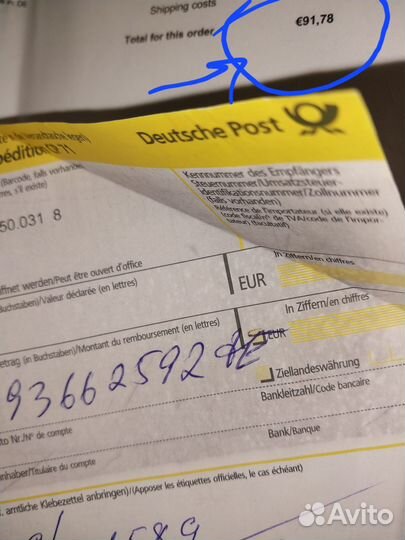 Shipping costs
Total for this order
€91,78
Deutsche Post
(Barcode, falls vorhanden
50.031 8
Kennnummer des Empfängers
Steuernummer/Umsatzsteuer-
identifikationsnummer/Zollnummer
(falls vorhanden)
Référence de l'importateur (si elle existe)
(code fiscal/n° de TVA/code de l'impor-
tateur) (facultatif)
öffnet werden/Peut être ouvert d'office
Buchstaben)/Valeur déclarée (en lettres)
In Ziffern/en chiffres
EUR
etrag (in Buchstaben)/Montant du remboursement (en lettres)
In Ziffern/en chiffres
EUR
93662592
Ziellandeswährung
Bankleitzahl/Code bancaire
to Nr./N° de compte
Bank/Banque
inhaber/Titulaire du compte
. amtliche Klebezettel anbringen)/(Apposer les étiquettes officielles, le cas échéant)
Avito